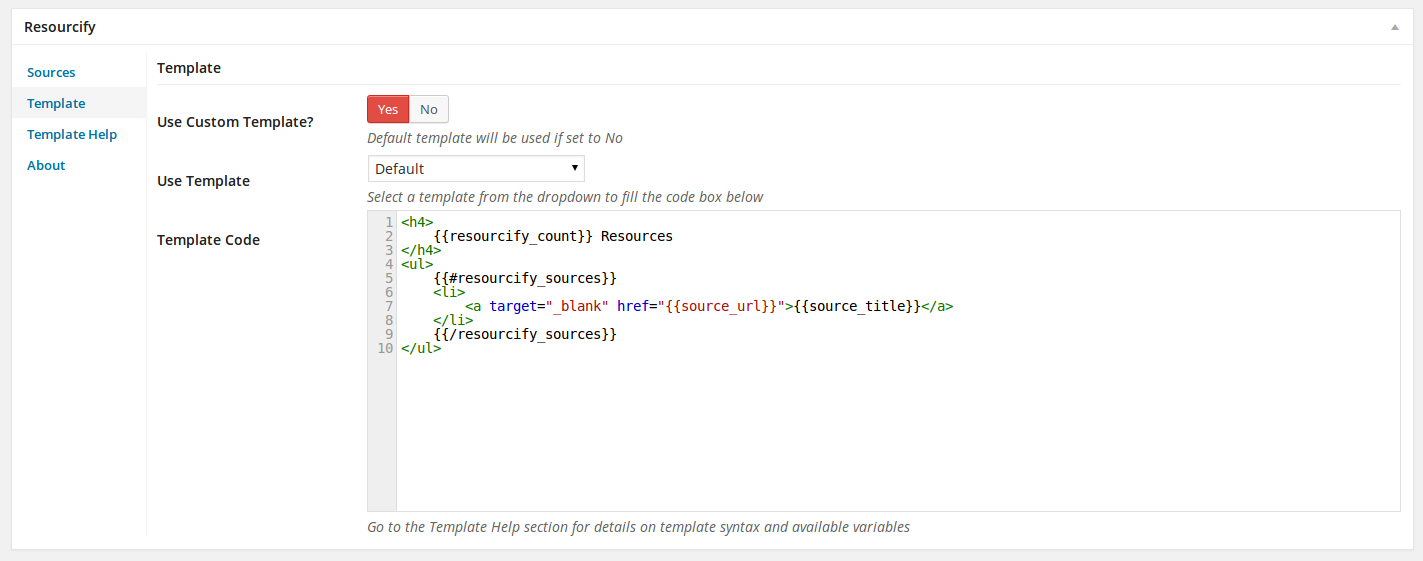 Resourcify
Sources
Template
Template Help
About
Template
Use Custom Template?
Yes No
Default template will be used if set to No
Use Template
Default
Select a template from the dropdown to fill the code box below
Template Code
1 <h4>
2     {{resourcify_count}} Resources
3 </h4>
4 <ul>
5     {{#resourcify_sources}}
6     <li>
7         <a target="_blank" href="{{source_url}}">{{source_title}}</a>
8     </li>
9     {{/resourcify_sources}}
10 </ul>
Go to the Template Help section for details on template syntax and available variables